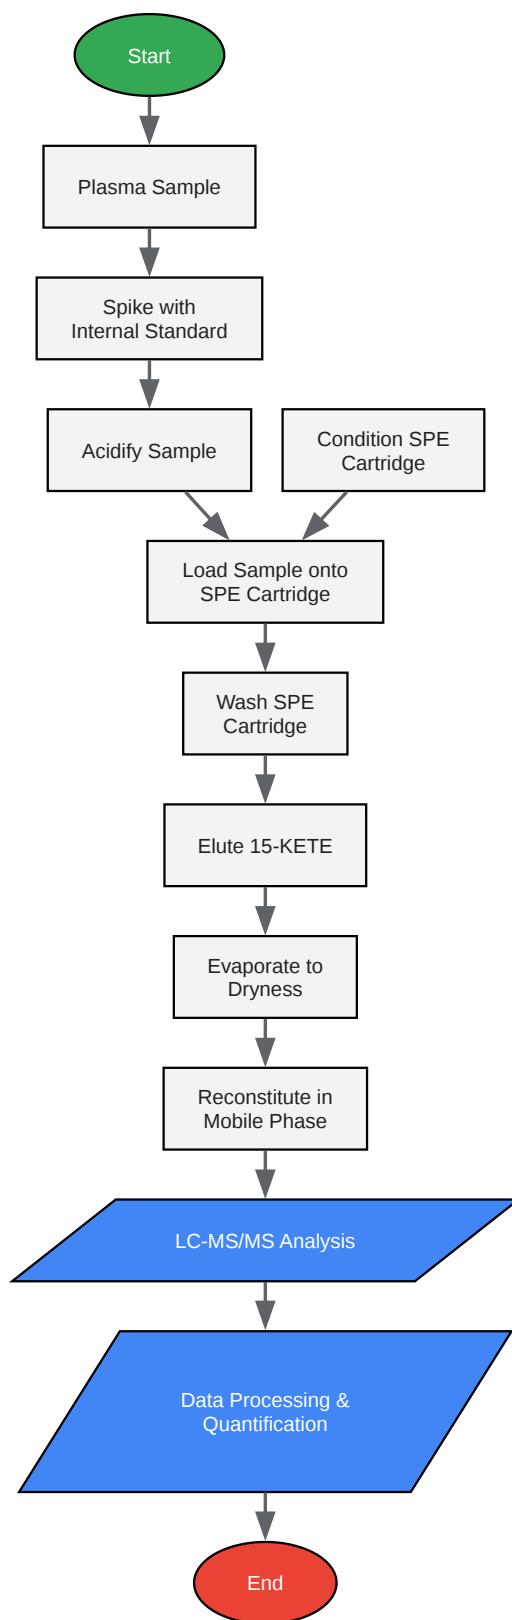 Start
Plasma Sample
Spike with
Internal Standard
Acidify Sample
Condition SPE
Cartridge
Load Sample onto
SPE Cartridge
Wash SPE
Cartridge
Elute 15-KETE
Evaporate to
Dryness
Reconstitute in
Mobile Phase
LC-MS/MS Analysis
Data Processing &
Quantification
End